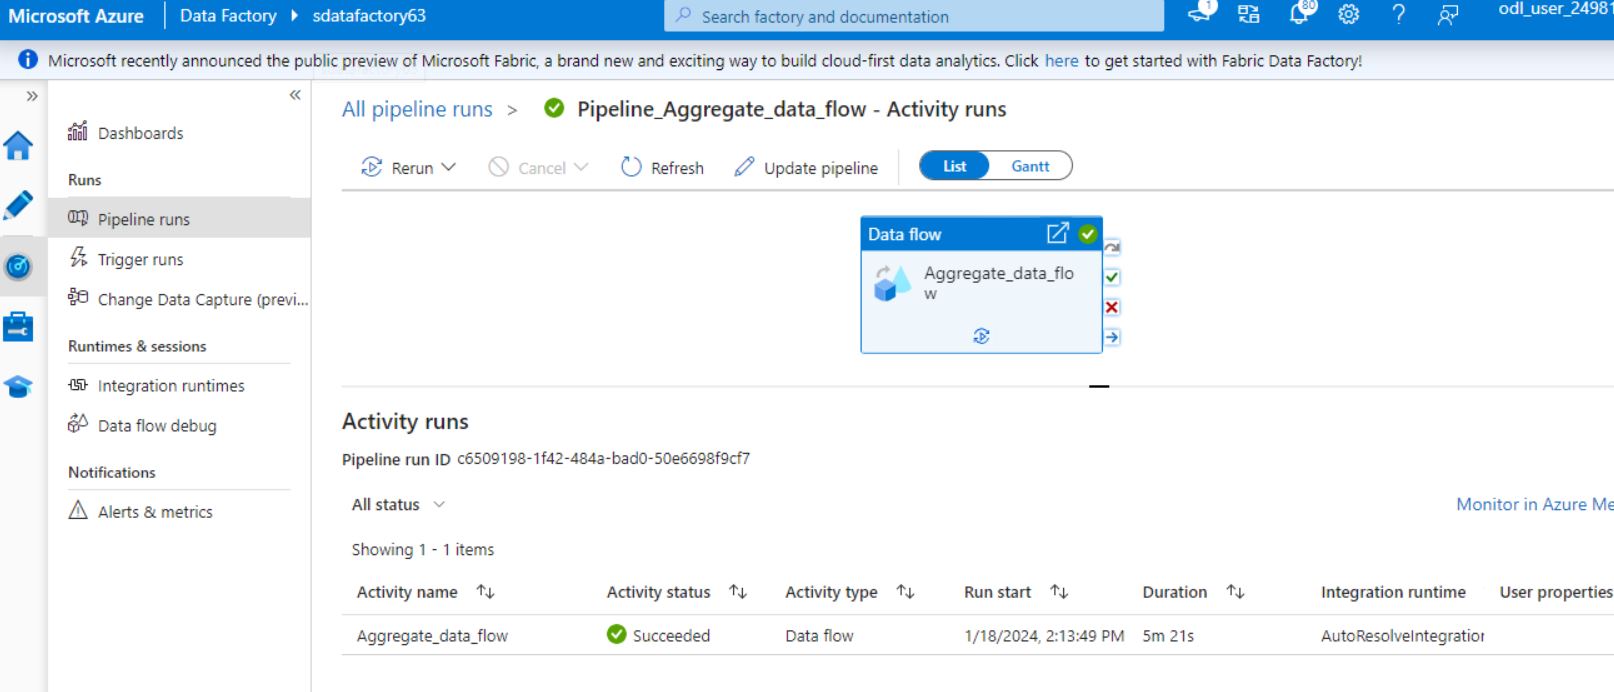 Microsoft Azure Data Factory sdatafactory63 Search factory and documentation 1 80 odl_user_24981
Microsoft recently announced the public preview of Microsoft Fabric, a brand new and exciting way to build cloud-first data analytics. Click here to get started with Fabric Data Factory!
Dashboards
Runs
Pipeline runs
Trigger runs
Change Data Capture (previ...
Runtimes & sessions
Integration runtimes
Data flow debug
Notifications
Alerts & metrics
All pipeline runs > Pipeline_Aggregate_data_flow - Activity runs
Rerun Cancel Refresh Update pipeline List Gantt
Data flow
Aggregate_data_flo
w
Activity runs
Pipeline run ID c6509198-1f42-484a-bad0-50e6698f9cf7
All status Monitor in Azure Me
Showing 1 - 1 items
Activity name Activity status Activity type Run start Duration Integration runtime User properties
Aggregate_data_flow Succeeded Data flow 1/18/2024, 2:13:49 PM 5m 21s AutoResolveIntegration